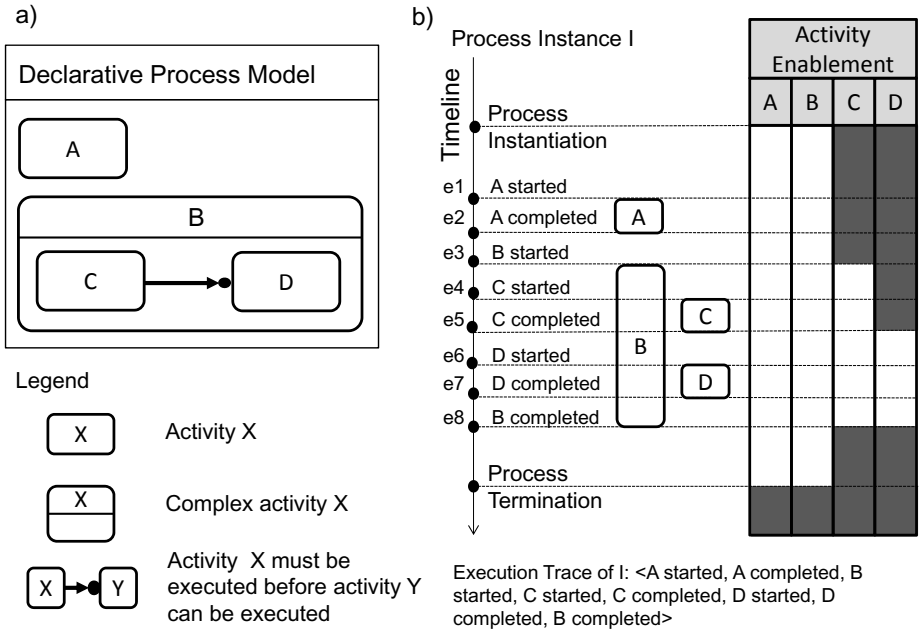 a)
Declarative Process Model
A
B
C
D
Legend
X
Activity X
X
Complex activity X
X
Y
Activity X must be
executed before activity Y
can be executed
b)
Process Instance I
Activity
Enablement
A B C D
Timeline
Process
Instantiation
e1 A started
e2 A completed
A
e3 B started
e4 C started
e5 C completed
C
B
e6 D started
e7 D completed
D
e8 B completed
Process
Termination
Execution Trace of I: <A started, A completed, B
started, C started, C completed, D started, D
completed, B completed>